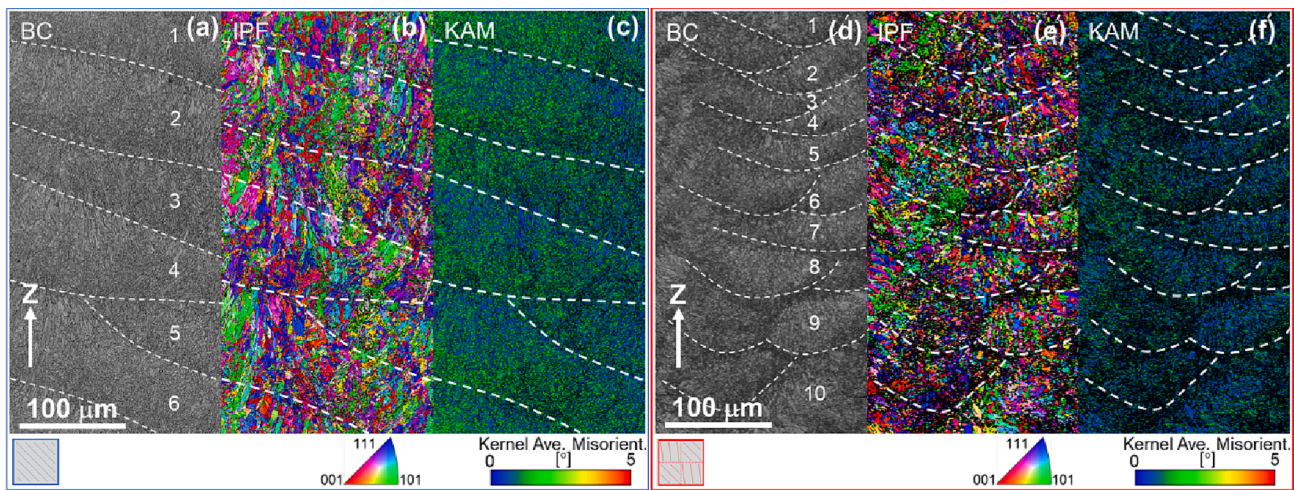 BC
1
(a)
IPF
(b)
KAM
(c)
2
3
4
5
6
Z
100 μm
111
001
101
Kernel Ave. Misorient.
0
[°]
5
BC
1
(d)
IPF
(e)
KAM
(f)
2
3
4
5
6
7
8
9
10
Z
100 μm
111
001
101
Kernel Ave. Misorient.
0
[°]
5